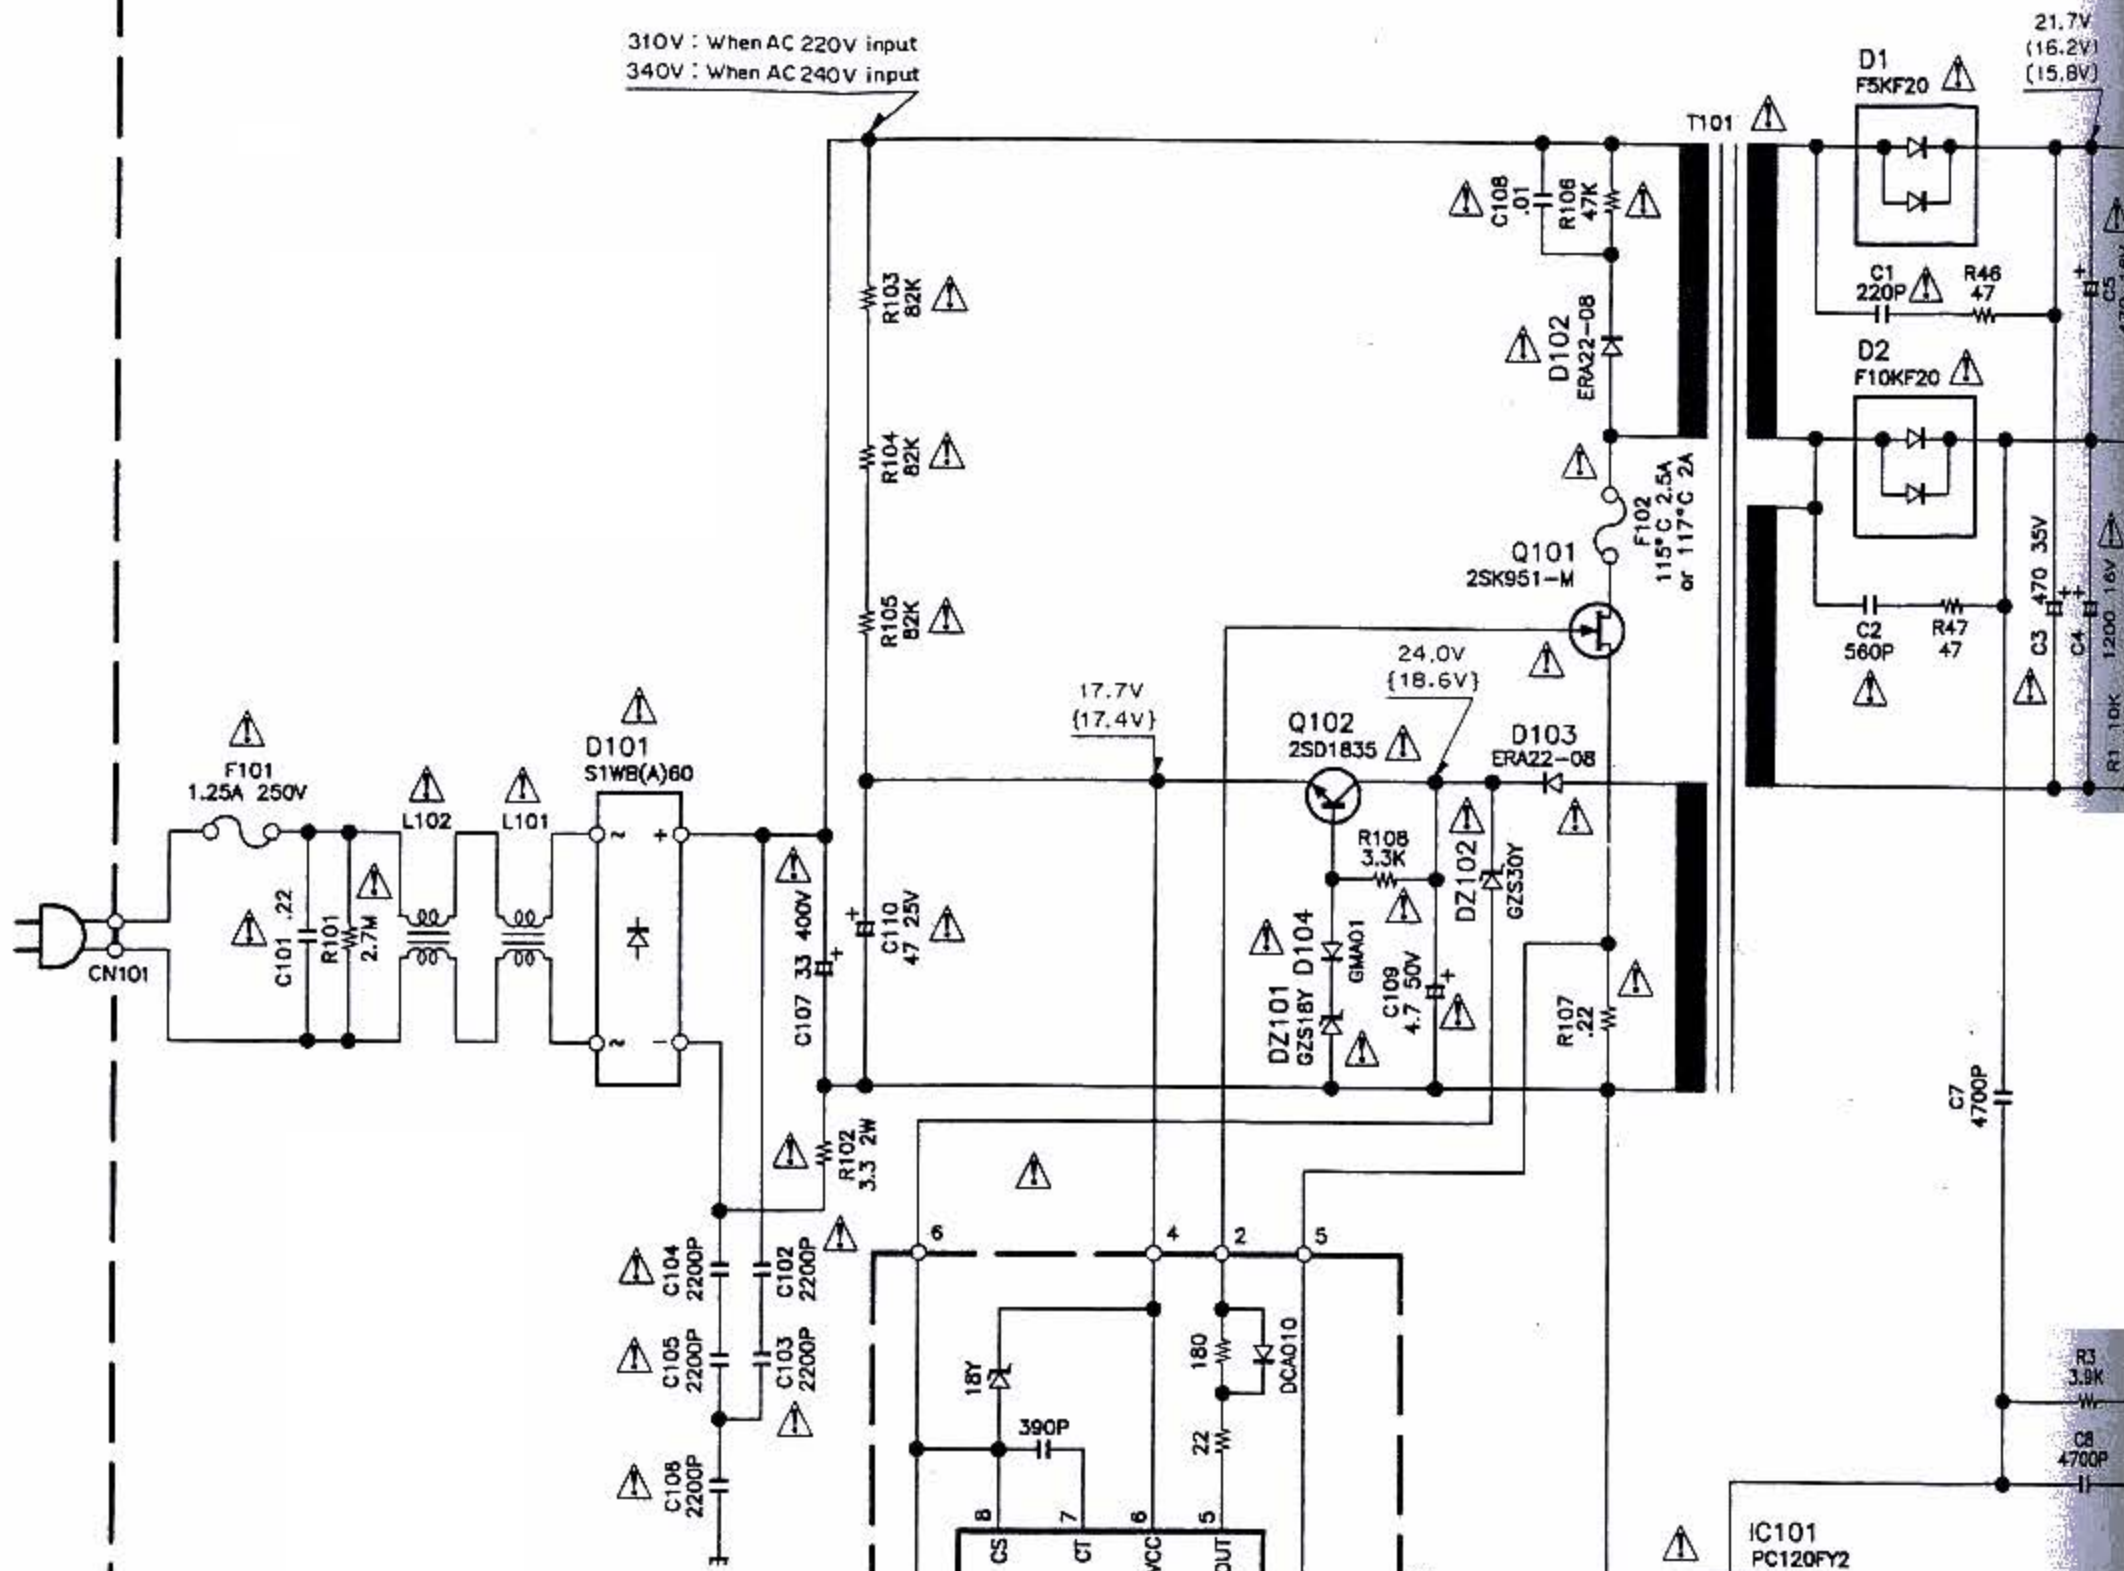 310V : When AC 220V input
340V : When AC 240V input
21.7V
(16.2V)
(15.8V)
D1
F5KF20
T101
C108
.01
R106
47K
R103
82K
C1
220P
R46
47
C5
D102
ERA22-08
D2
F10KF20
R104
82K
F102
115°C 2.5A
or 117°C 2A
Q101
2SK951-M
R105
82K
C3 470 35V
C4 1200 16V
C2
560P
R47
47
R1 10K
24.0V
{18.6V}
17.7V
{17.4V}
Q102
2SD1835
D103
ERA22-08
D101
S1WB(A)60
F101
1.25A 250V
L102
L101
R108
3.3K
DZ102
GZS30Y
C101 .22
R101
2.7M
CN101
C107 33 400V
C110
47 25V
D104
GMA01
DZ101
GZS18Y
C109
4.7 50V
R107
.22
C7
4700P
R102
3.3 2W
6
4
2
5
C104
2200P
C102
2200P
C105
2200P
C103
2200P
18Y
180
DCA010
R3
3.9K
390P
22
C8
4700P
C106
2200P
8
7
6
5
CS
CT
VCC
OUT
IC101
PC120FY2